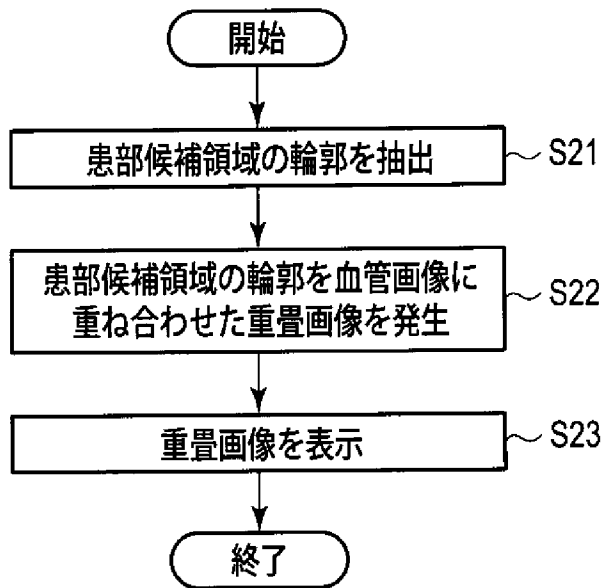 開始
患部候補領域の輪郭を抽出
S21
患部候補領域の輪郭を血管画像に
重ね合わせた重畳画像を発生
S22
重畳画像を表示
S23
終了